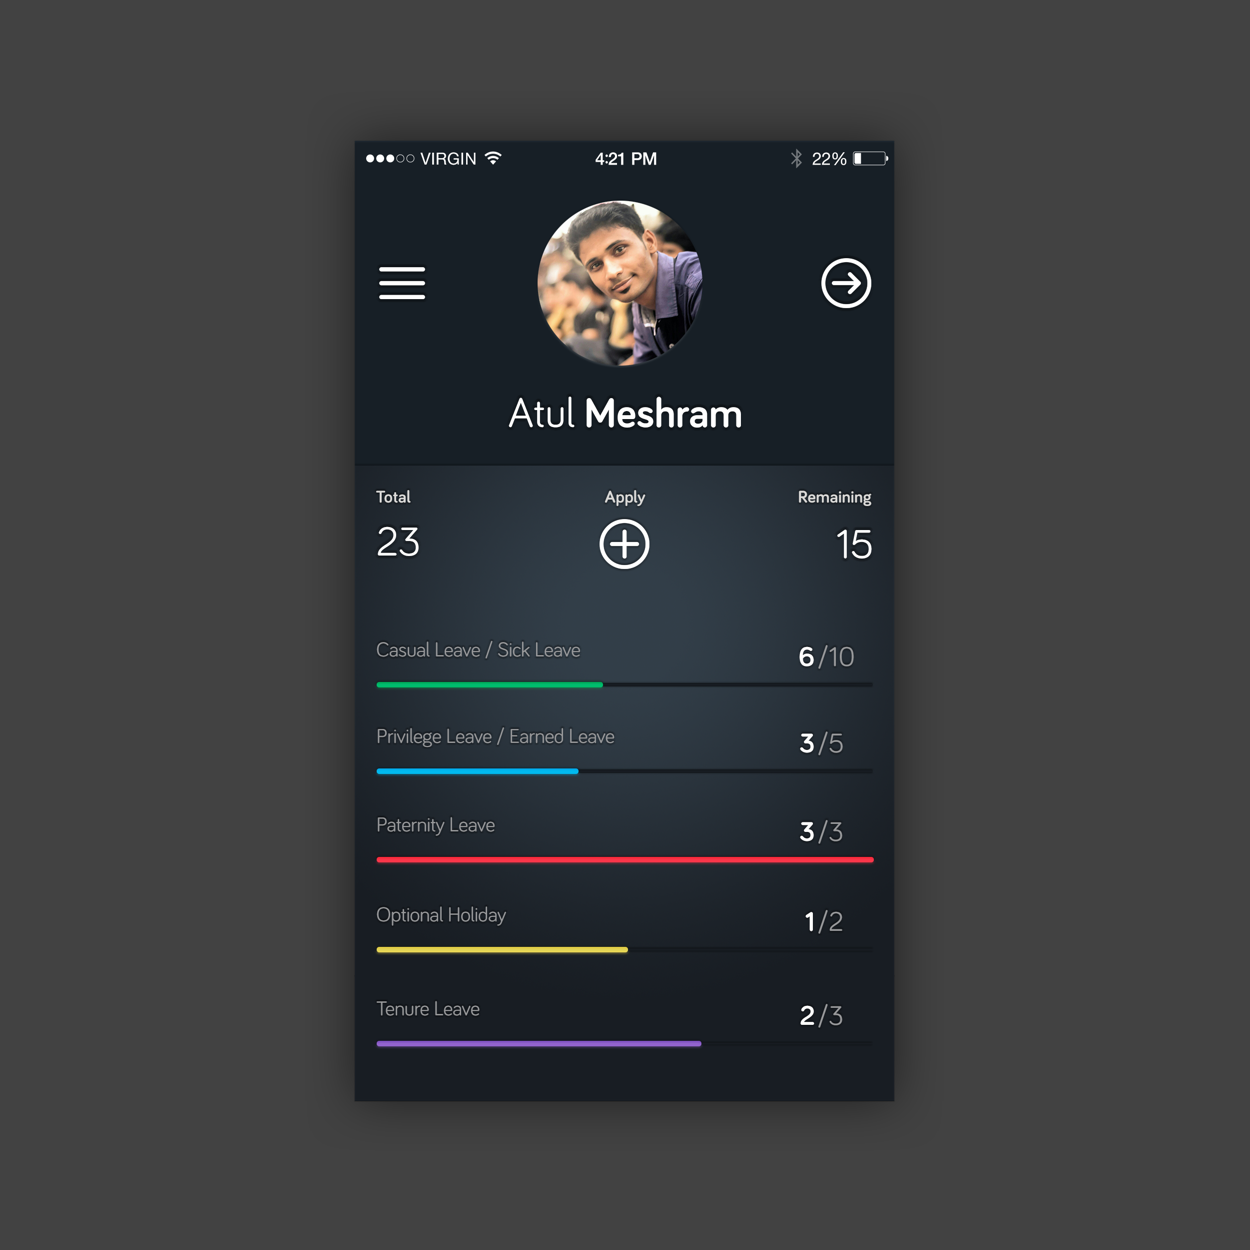 VIRGIN 4:21 PM 22%
Atul Meshram
Total Apply Remaining
23 15
Casual Leave / Sick Leave 6/10
Privilege Leave / Earned Leave 3/5
Paternity Leave 3/3
Optional Holiday 1/2
Tenure Leave 2/3